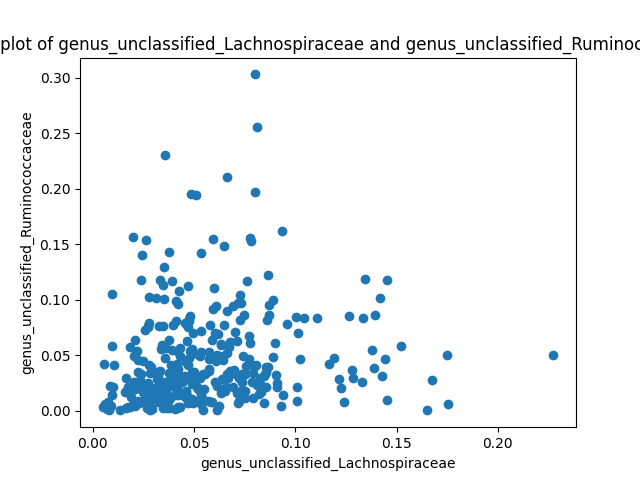 plot of genus_unclassified_Lachnospiraceae and genus_unclassified_Ruminoc
0.30
0.25
0.20
0.15
0.10
0.05
0.00
genus_unclassified_Ruminococcaceae
0.00 0.05 0.10 0.15 0.20
genus_unclassified_Lachnospiraceae